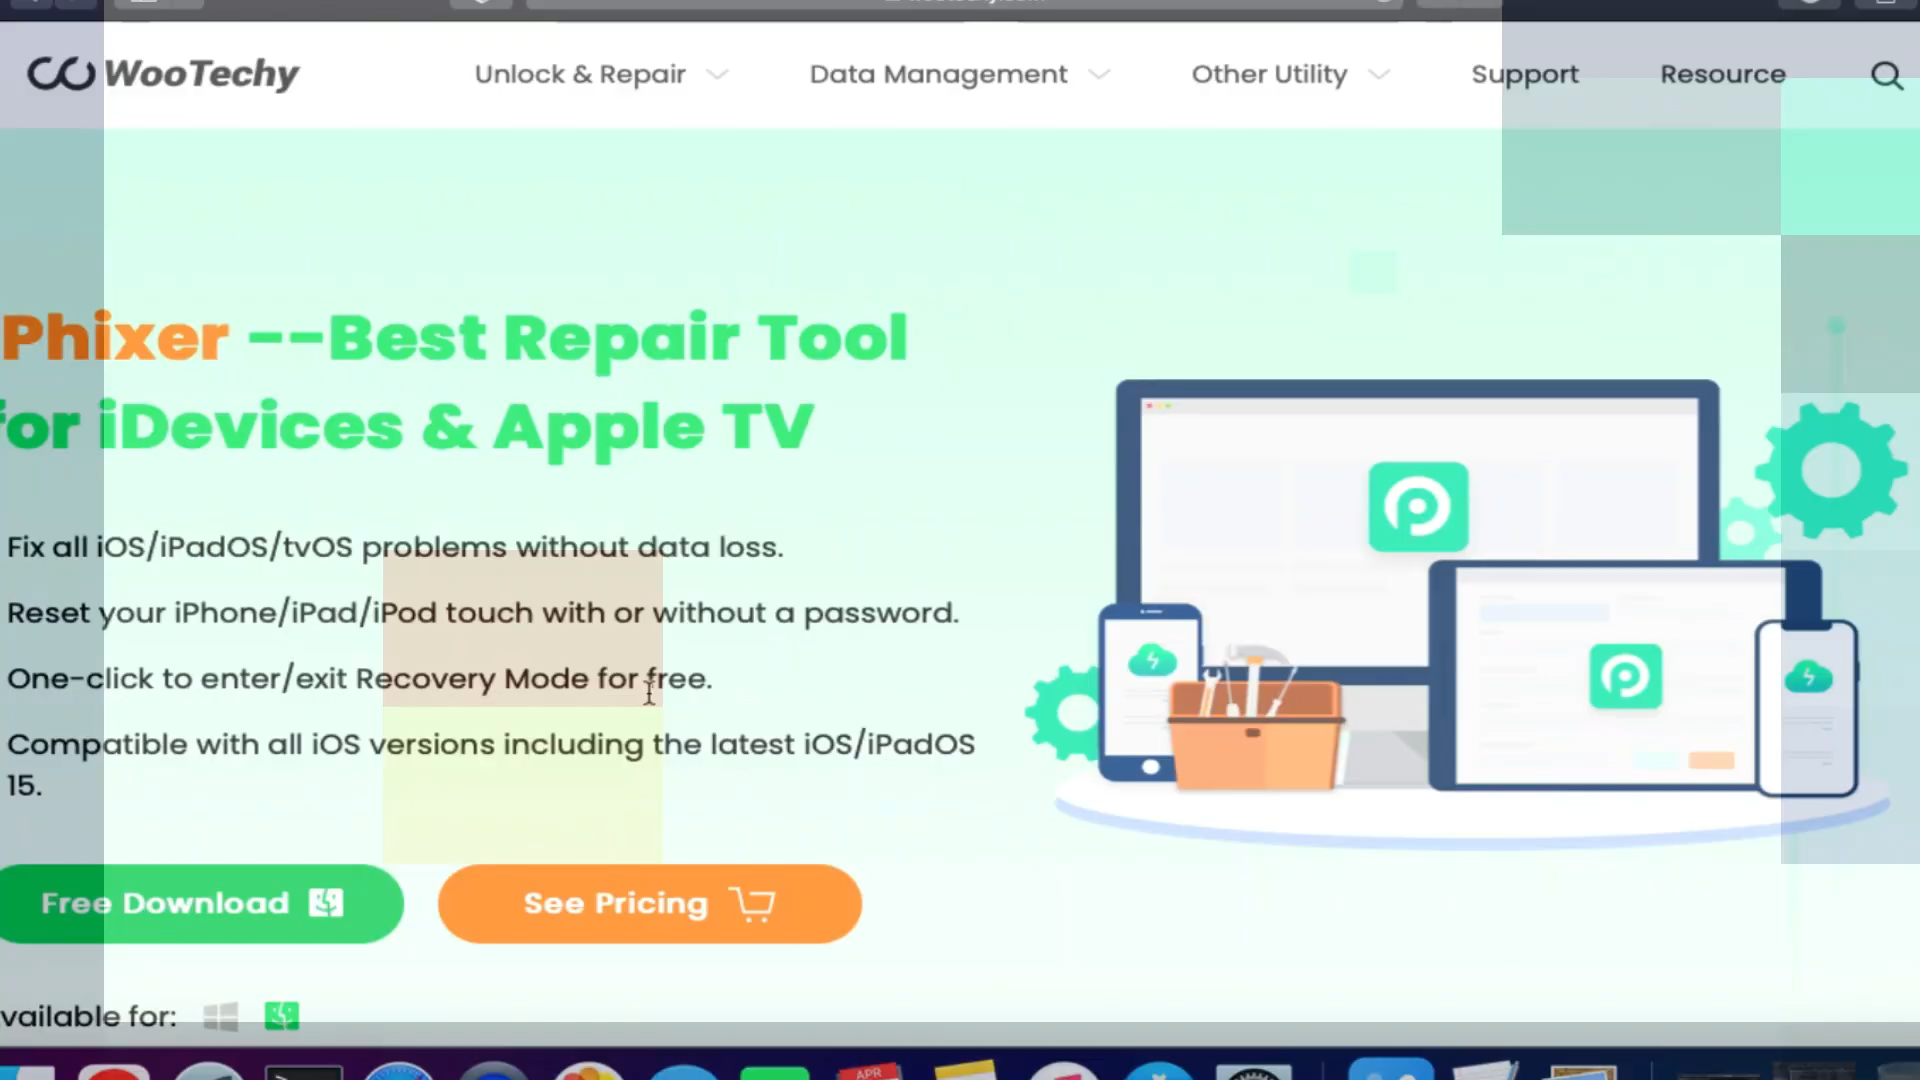 WooTechy
Unlock & Repair
Data Management
Other Utility
Support
Resource
Phixer --Best Repair Tool
for iDevices & Apple TV
Fix all iOS/iPadOS/tvOS problems without data loss.
Reset your iPhone/iPad/iPod touch with or without a password.
One-click to enter/exit Recovery Mode for free.
Compatible with all iOS versions including the latest iOS/iPadOS
15.
Free Download
See Pricing
vailable for:
APR